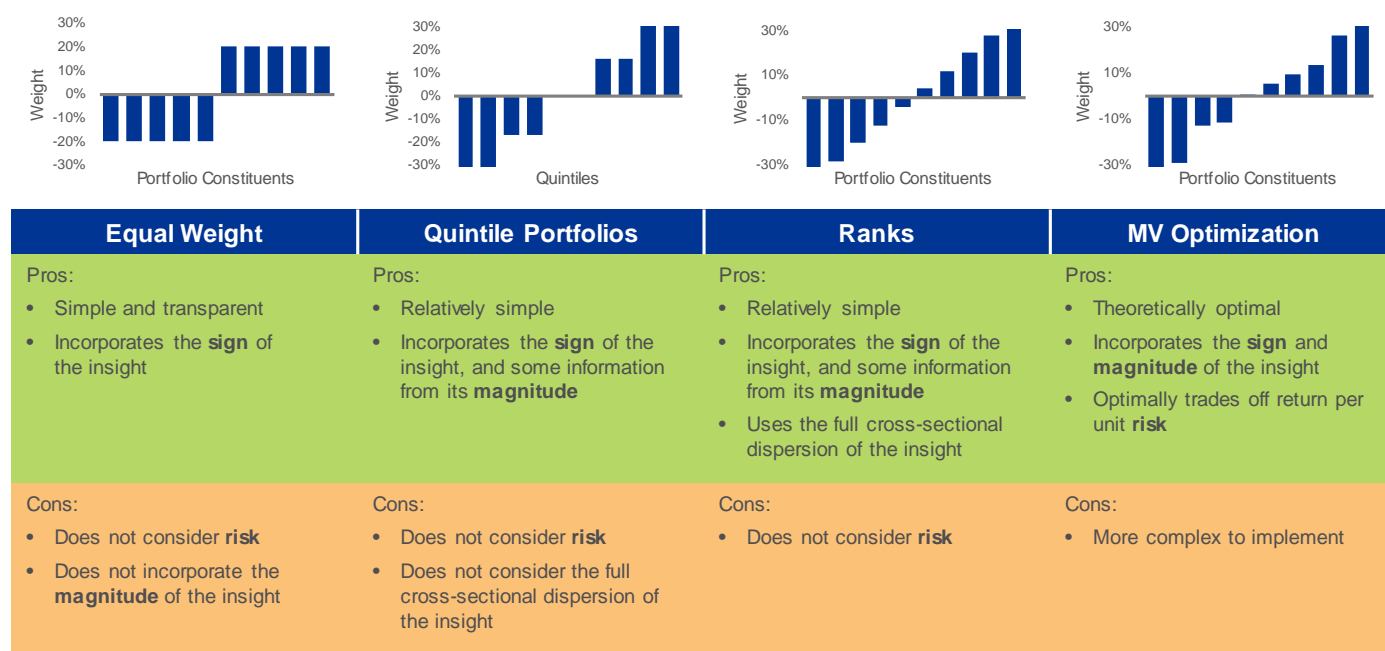 30%
20%
10%
0%
-10%
-20%
-30%
Weight
Portfolio Constituents
30%
20%
10%
0%
-10%
-20%
-30%
Weight
Quintiles
30%
10%
-10%
-30%
Weight
Portfolio Constituents
30%
10%
-10%
-30%
Weight
Portfolio Constituents
Equal Weight
Quintile Portfolios
Ranks
MV Optimization
Pros:
• Simple and transparent
• Incorporates the sign of
the insight
Pros:
• Relatively simple
• Incorporates the sign of the
insight, and some information
from its magnitude
Pros:
• Relatively simple
• Incorporates the sign of the
insight, and some information
from its magnitude
• Uses the full cross-sectional
dispersion of the insight
Pros:
• Theoretically optimal
• Incorporates the sign and
magnitude of the insight
• Optimally trades off return per
unit risk
Cons:
• Does not consider risk
• Does not incorporate the
magnitude of the insight
Cons:
• Does not consider risk
• Does not consider the full
cross-sectional dispersion of
the insight
Cons:
• Does not consider risk
Cons:
• More complex to implement